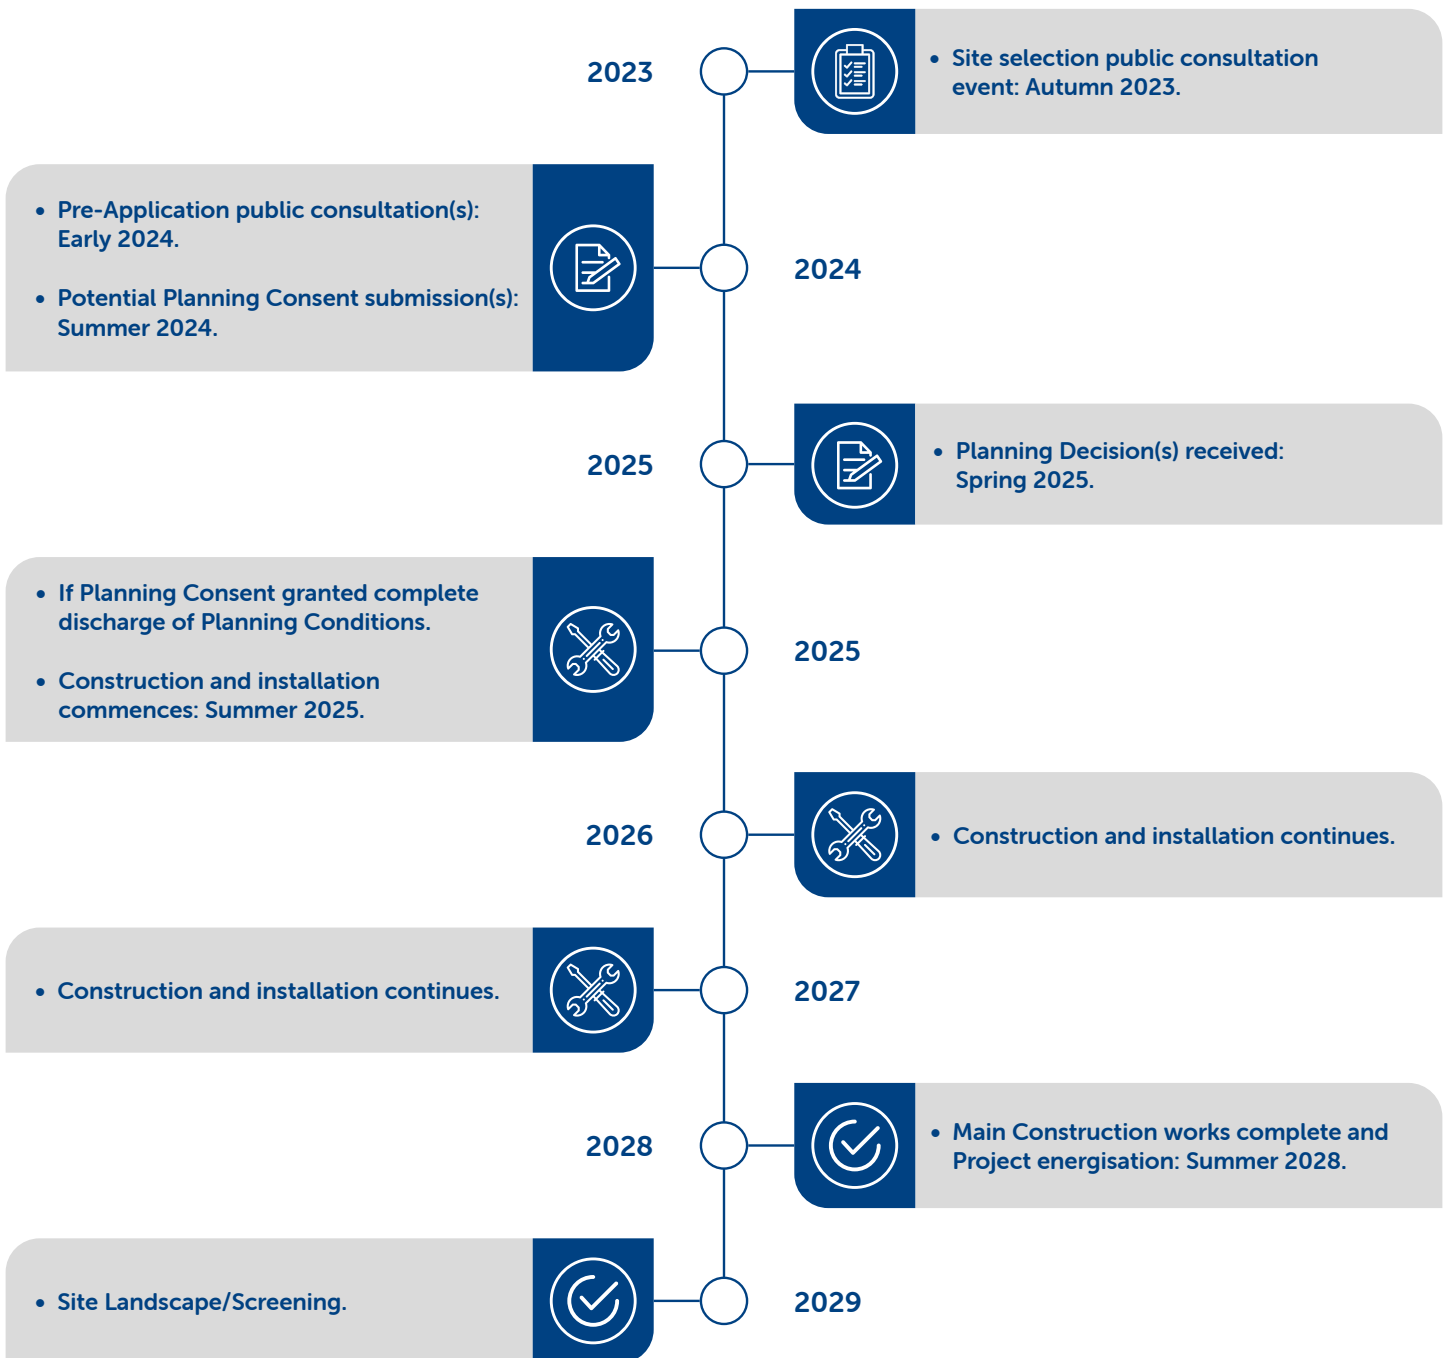 2023
• Site selection public consultation
event: Autumn 2023.
• Pre-Application public consultation(s):
Early 2024.
• Potential Planning Consent submission(s):
Summer 2024.
2024
2025
• Planning Decision(s) received:
Spring 2025.
• If Planning Consent granted complete
discharge of Planning Conditions.
• Construction and installation
commences: Summer 2025.
2025
2026
• Construction and installation continues.
• Construction and installation continues.
2027
2028
• Main Construction works complete and
Project energisation: Summer 2028.
• Site Landscape/Screening.
2029